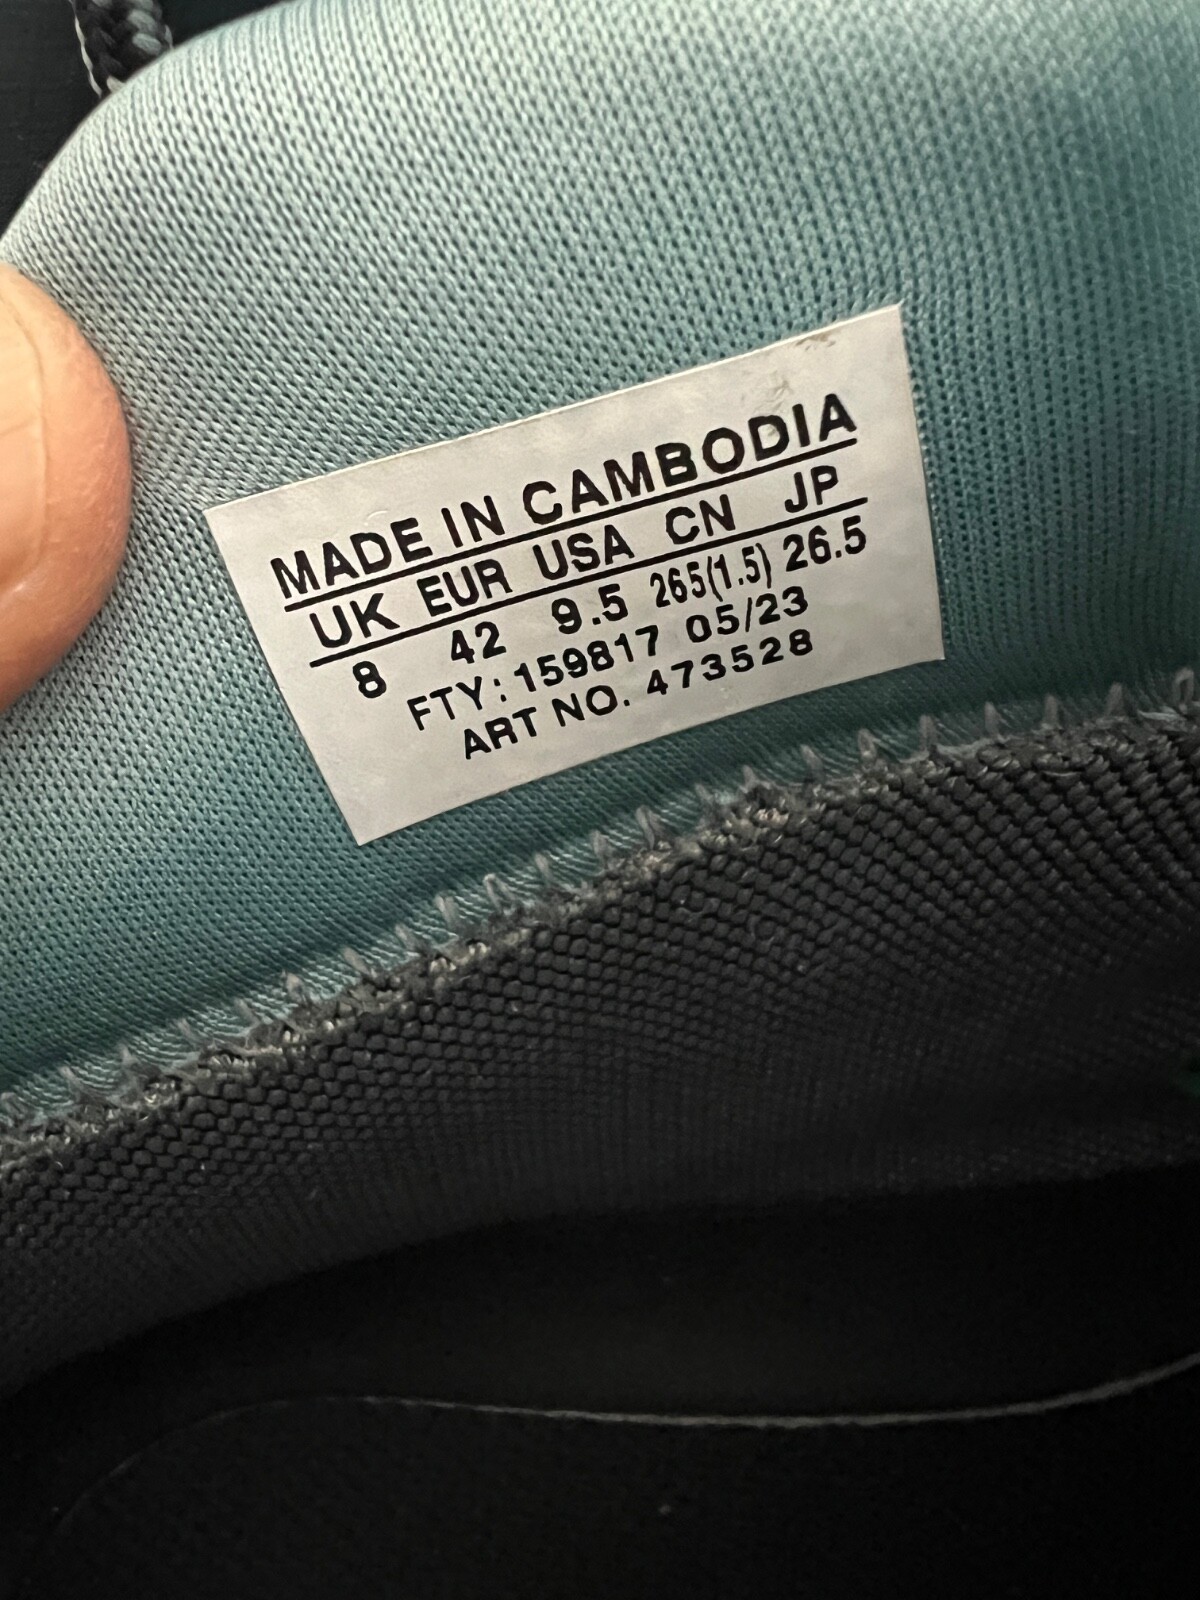 MADE IN CAMBODIA
UK EUR USA CN JP
8 42 9.5 265(1.5) 26.5
FTY: 159817 05/23
ART NO. 473528